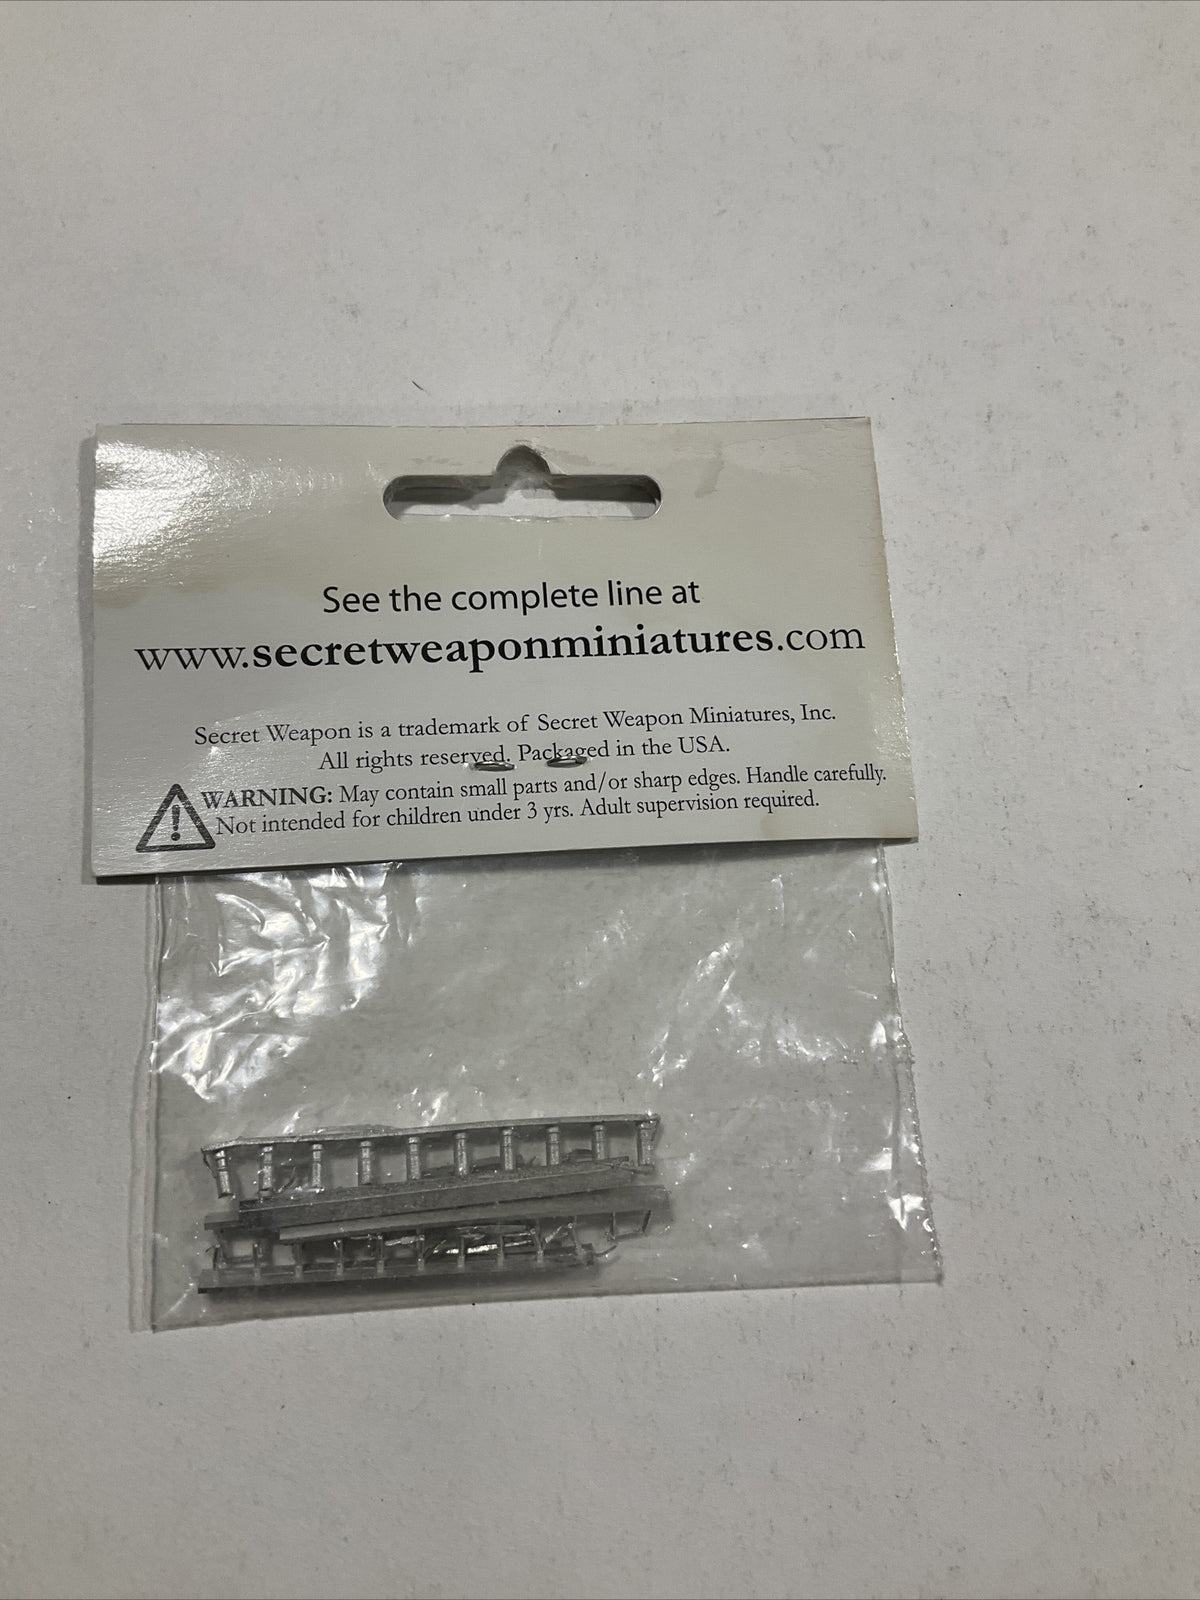 See the complete line at
www.secretweaponminiatures.com
Secret Weapon is a trademark of Secret Weapon Miniatures, Inc.
All rights reserved. Packaged in the USA.
WARNING: May contain small parts and/or sharp edges. Handle carefully.
Not intended for children under 3 yrs. Adult supervision required.